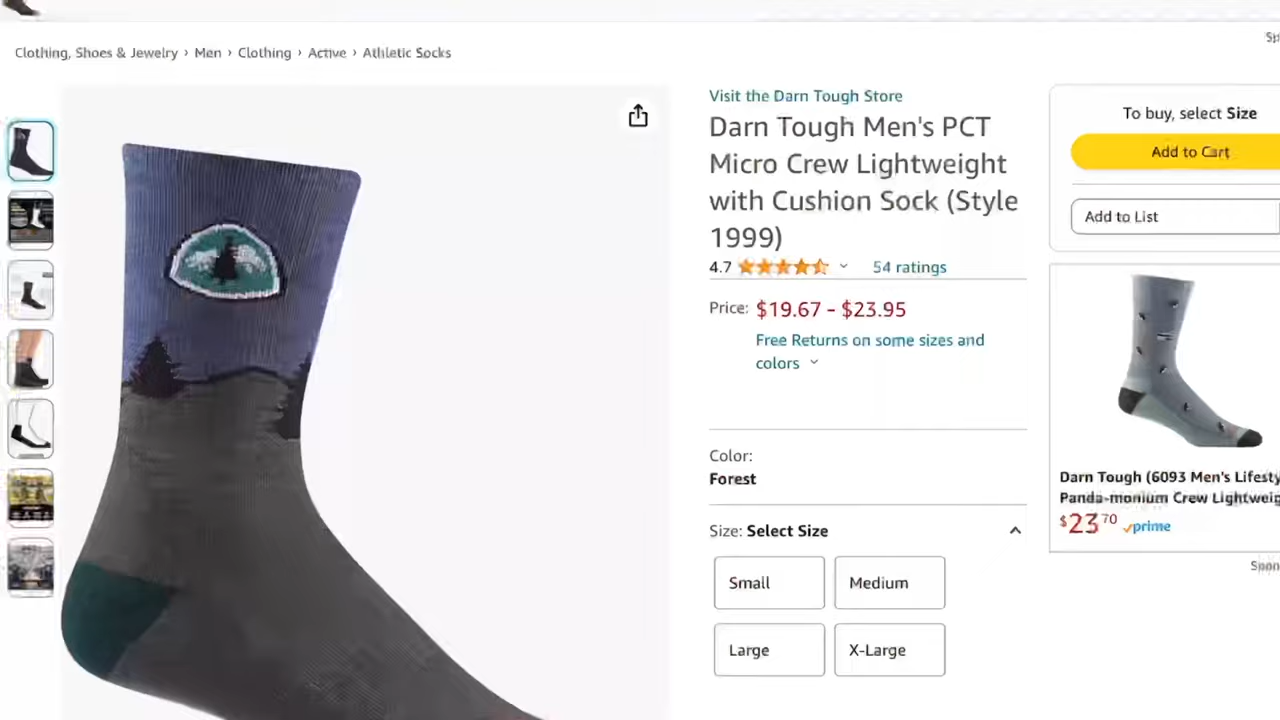 Clothing, Shoes & Jewelry › Men › Clothing › Active › Athletic Socks
Visit the Darn Tough Store
Darn Tough Men's PCT
Micro Crew Lightweight
with Cushion Sock (Style
1999)
4.7
54 ratings
Price: $19.67 - $23.95
Free Returns on some sizes and
colors
Color:
Forest
Size: Select Size
Small
Medium
Large
X-Large
To buy, select Size
Add to Cart
Add to List
Darn Tough (6093 Men's Lifesty
Panda-monium Crew Lightweig
$23 70 prime
Spon